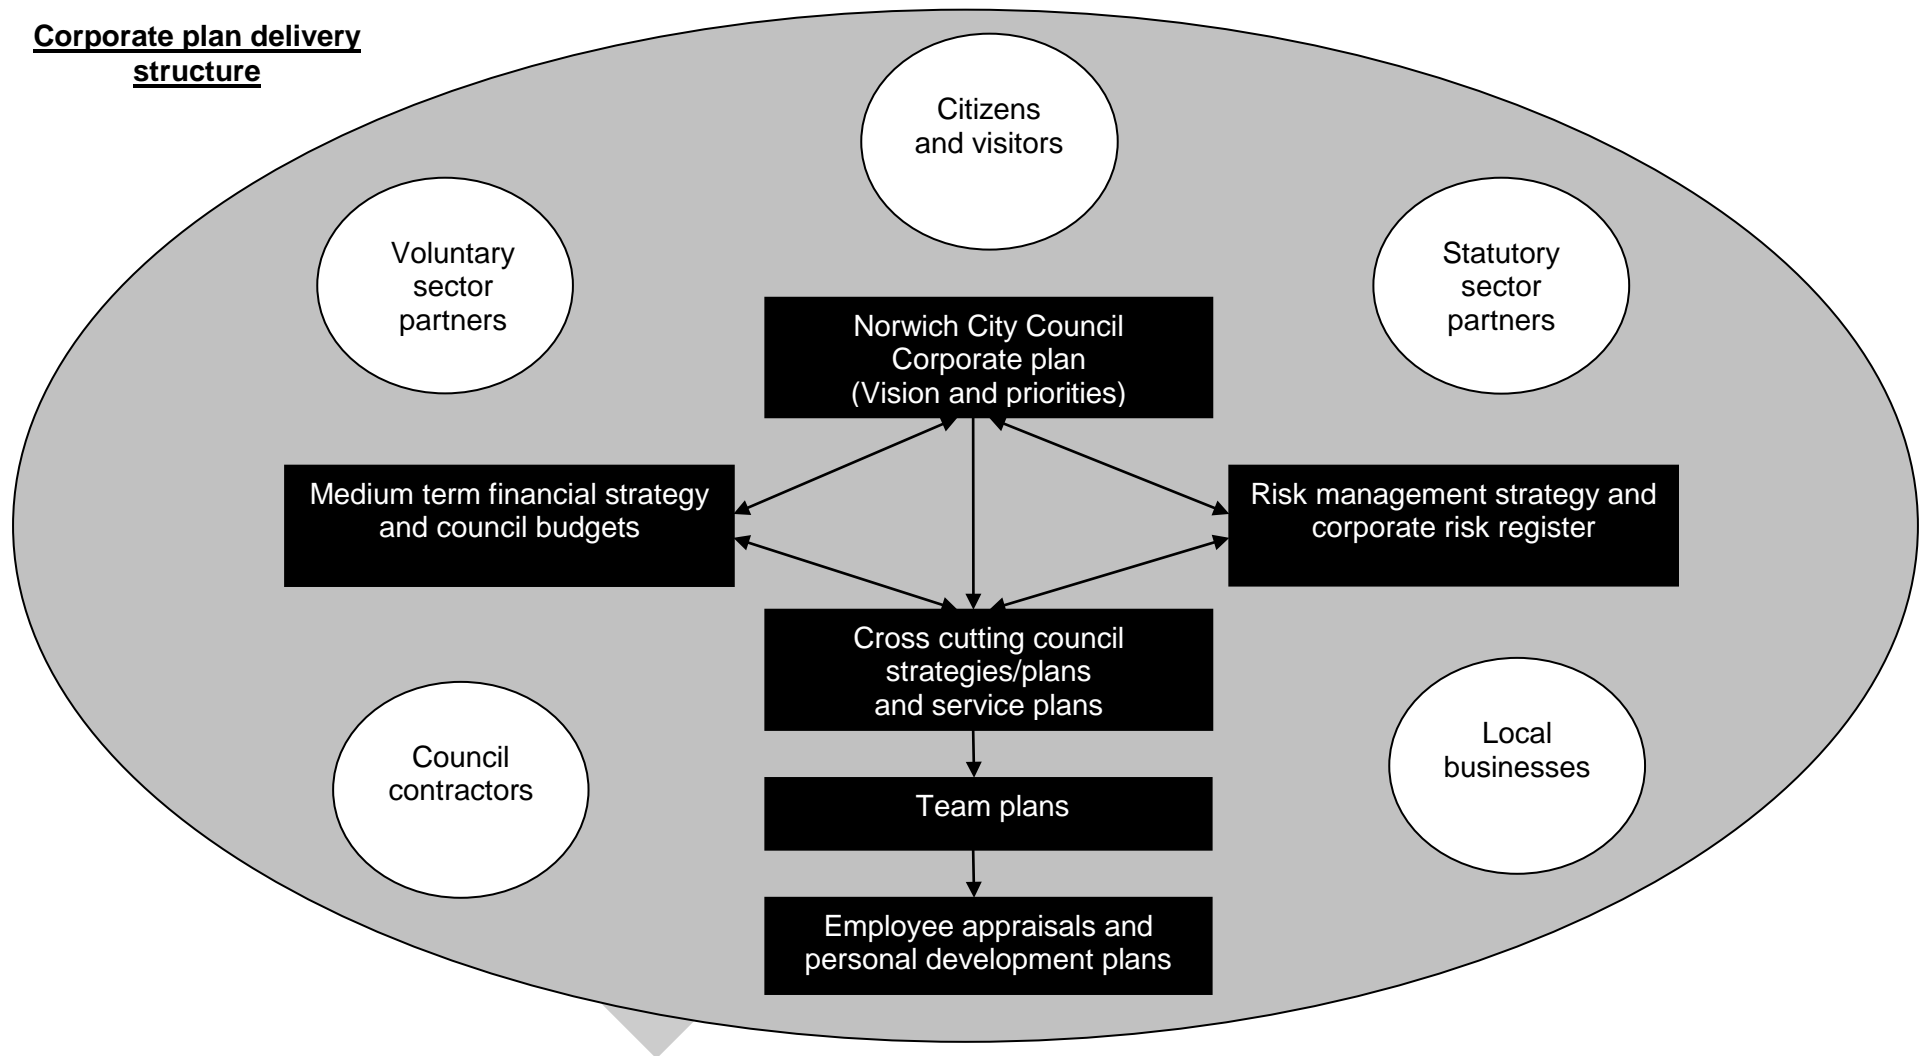 Corporate plan delivery
structure
Citizens
and visitors
Voluntary
sector
partners
Statutory
sector
partners
Norwich City Council
Corporate plan
(Vision and priorities)
Medium term financial strategy
and council budgets
Risk management strategy and
corporate risk register
Cross cutting council
strategies/plans
and service plans
Council
contractors
Local
businesses
Team plans
Employee appraisals and
personal development plans